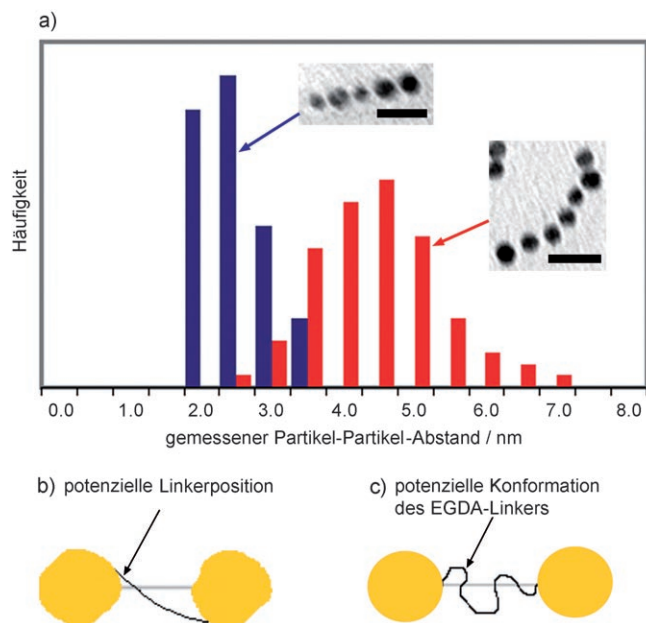 a)
Häufigkeit
0.0 1.0 2.0 3.0 4.0 5.0 6.0 7.0 8.0
gemessener Partikel-Partikel-Abstand / nm
b) potenzielle Linkerposition
c) potenzielle Konformation
des EGDA-Linkers